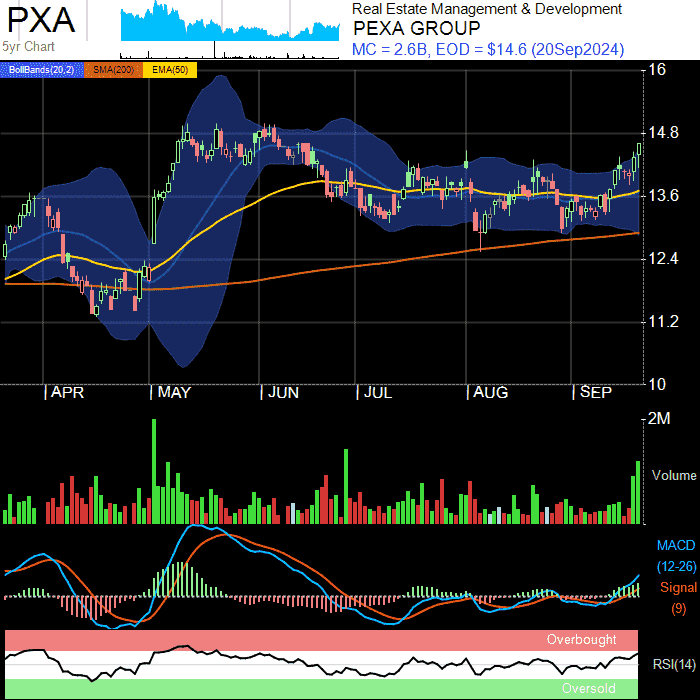 PXA
5yr Chart
Real Estate Management & Development
PEXA GROUP
MC = 2.6B, EOD = $14.6 (20Sep2024)
BollBands(20,2) SMA(200) EMA(50)
16
14.8
13.6
12.4
11.2
10
APR MAY JUN JUL AUG SEP
2M
Volume
MACD
(12-26)
Signal
(9)
Overbought
RSI(14)
Oversold